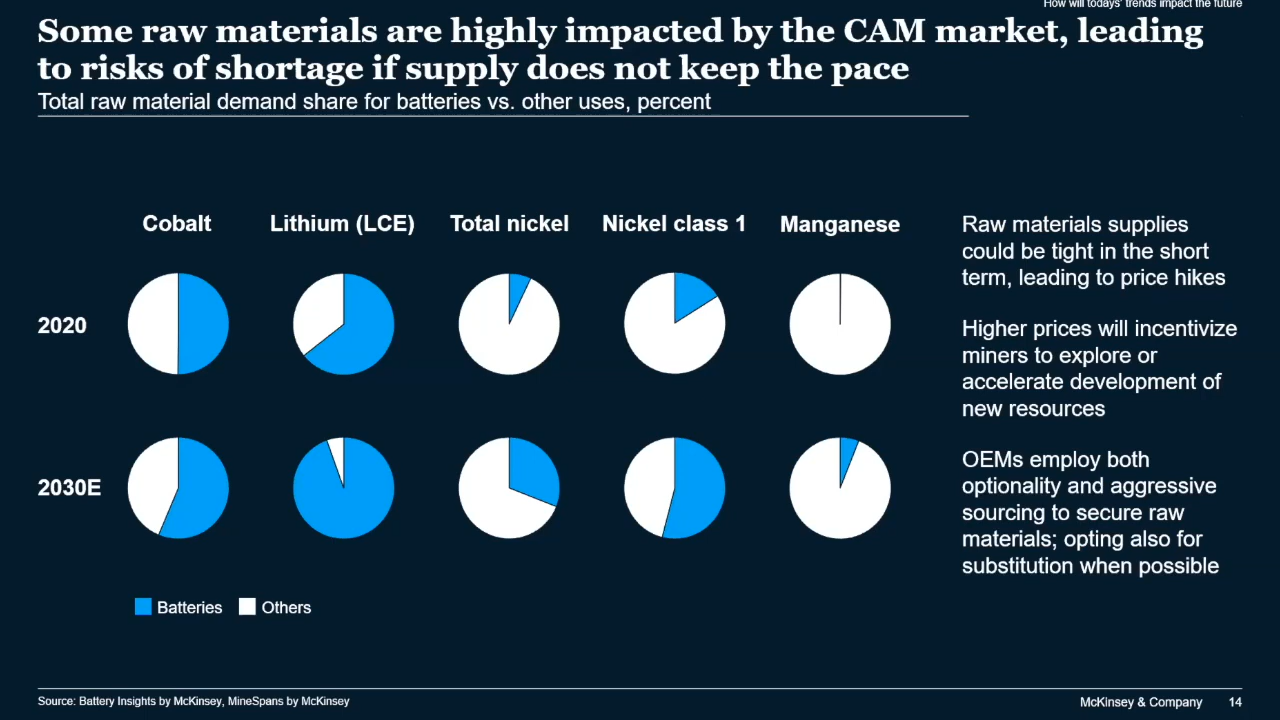 How will todays' trends impact the future
Some raw materials are highly impacted by the CAM market, leading
to risks of shortage if supply does not keep the pace
Total raw material demand share for batteries vs. other uses, percent
Cobalt
Lithium (LCE)
Total nickel
Nickel class 1
Manganese
2020
2030E
Batteries
Others
Raw materials supplies
could be tight in the short
term, leading to price hikes
Higher prices will incentivize
miners to explore or
accelerate development of
new resources
OEMs employ both
optionality and aggressive
sourcing to secure raw
materials; opting also for
substitution when possible
Source: Battery Insights by McKinsey, MineSpans by McKinsey
McKinsey & Company
14